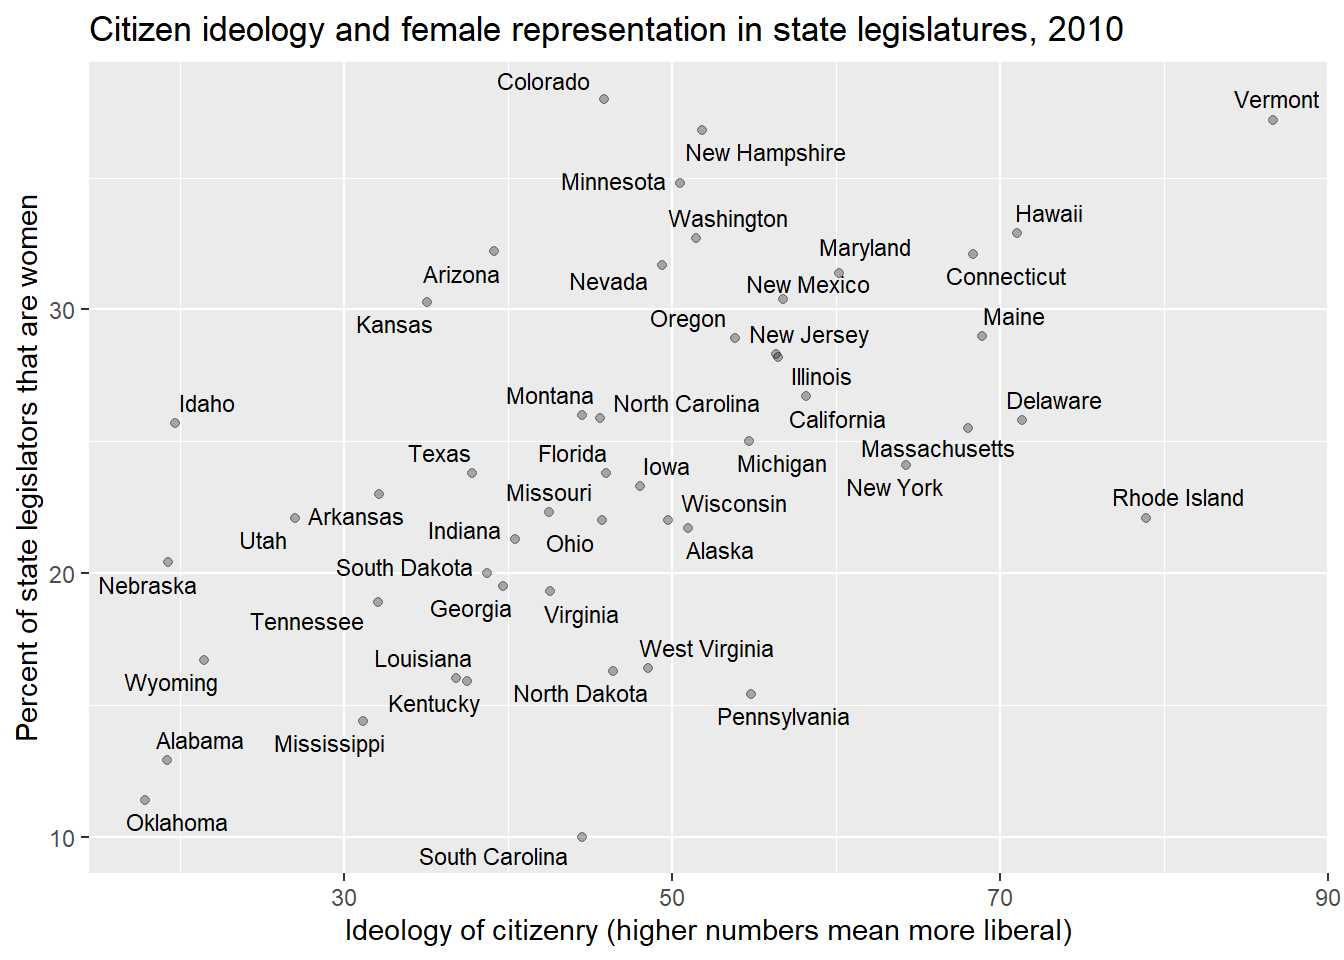 Citizen ideology and female representation in state legislatures, 2010
Colorado
Vermont
New Hampshire
Minnesota
Washington
Hawaii
Maryland
Arizona
Nevada
New Mexico
Connecticut
30
Kansas
Oregon
New Jersey
Maine
Illinois
Idaho
Montana
North Carolina
California
Delaware
Texas
Florida
Iowa
Michigan
Massachusetts
New York
Rhode Island
Missouri
Wisconsin
Arkansas
Utah
Indiana
Ohio
Alaska
20
Nebraska
South Dakota
Georgia
Virginia
Tennessee
Louisiana
West Virginia
Wyoming
Kentucky
North Dakota
Pennsylvania
Alabama
Mississippi
Oklahoma
10
South Carolina
Percent of state legislators that are women
30 50 70 90
Ideology of citizenry (higher numbers mean more liberal)